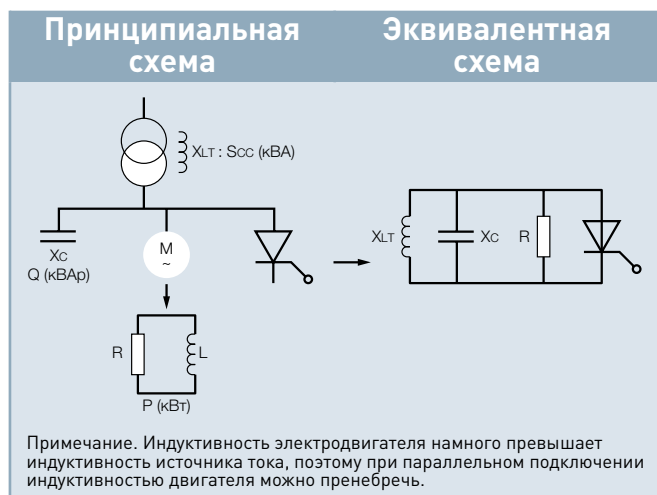 Принципиальная схема
Эквивалентная схема
XLT : Scc (кВА)
Xc
Q (кВАр)
M
~
R
L
P (кВт)
XLT
Xc
R
Примечание. Индуктивность электродвигателя намного превышает
индуктивность источника тока, поэтому при параллельном подключении
индуктивностью двигателя можно пренебречь.